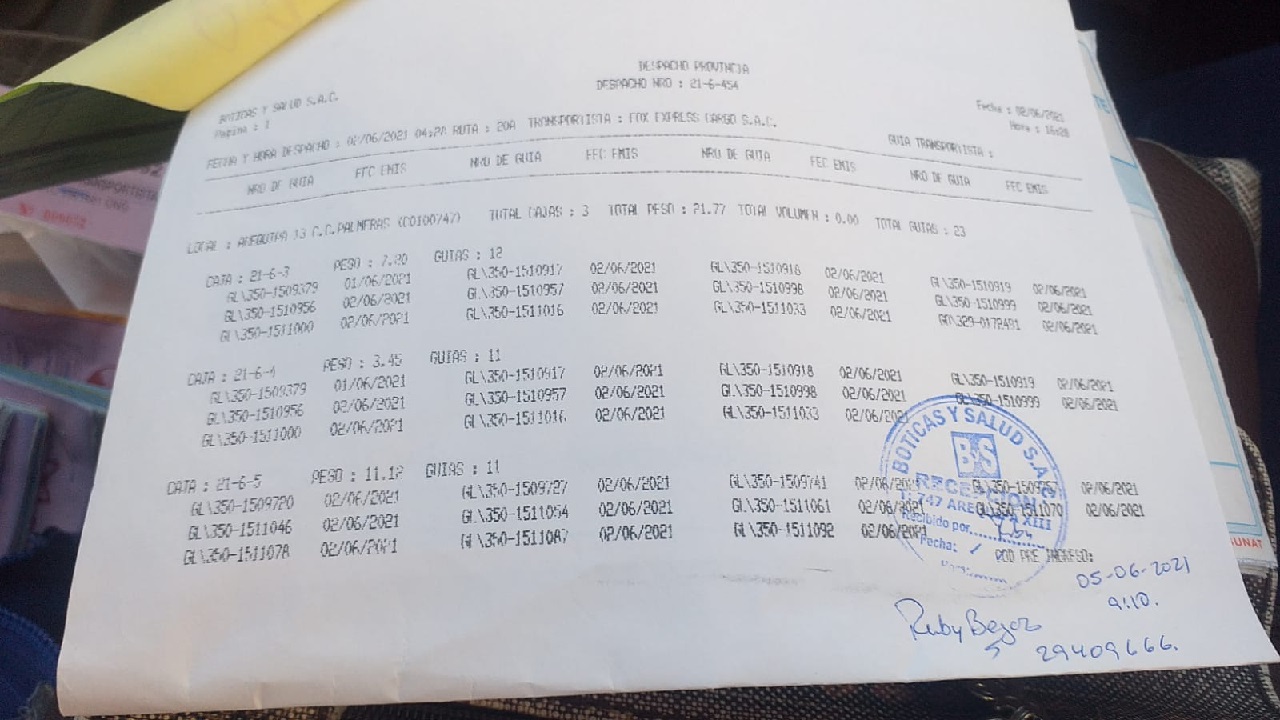 DESPACHO PROVINCIA
DESPACHO NRO : 21-6-454
BOTICAS Y SALUD S.A.C. Fecha : 02/06/2021
Pagina : 1 Hora : 16:28
FECHA Y HORA DESPACHO : 02/06/2021 04:27 RUTA : 20A TRANSPORTISTA : FOX EXPRESS CARGO S.A.C. GUIA TRANSPORTISTA :
NRO DE GUIA FEC EMIS NRO DE GUIA FEC EMIS NRO DE GUIA FEC EMIS NRO DE GUIA FEC EMIS
LOCAL : AREQUIPA 13 C.C.PALMERAS (CO100747) TOTAL CAJAS : 3 TOTAL PESO : 21.77 TOTAL VOLUMEN : 0.00 TOTAL GUIAS : 23
CAJA : 21-6-3 PESO : 7.20 GUIAS : 12
GL\350-1509379 01/06/2021 GL\350-1510917 02/06/2021 GL\350-1510918 02/06/2021 GL\350-1510919 02/06/2021
GL\350-1510956 02/06/2021 GL\350-1510957 02/06/2021 GL\350-1510998 02/06/2021 GL\350-1510999 02/06/2021
GL\350-1511000 02/06/2021 GL\350-1511016 02/06/2021 GL\350-1511033 02/06/2021 02/06/2021
CAJA : 21-6-4 PESO : 3.45 GUIAS : 11
GL\350-1509379 01/06/2021 GL\350-1510917 02/06/2021 GL\350-1510918 02/06/2021 GL\350-1510919 02/06/2021
GL\350-1510956 02/06/2021 GL\350-1510957 02/06/2021 GL\350-1510998 02/06/2021 GL\350-1510999 02/06/2021
GL\350-1511000 02/06/2021 GL\350-1511016 02/06/2021 GL\350-1511033 02/06/2021
CAJA : 21-6-5 PESO : 11.12 GUIAS : 11
GL\350-1509720 02/06/2021 GL\350-1509727 02/06/2021 GL\350-1509741 02/06/2021 02/06/2021
GL\350-1511046 02/06/2021 GL\350-1511054 02/06/2021 GL\350-1511061 02/06/2021 GL\350-1511070 02/06/2021
GL\350-1511078 02/06/2021 GL\350-1511087 02/06/2021 GL\350-1511092 02/06/2021
BOTICAS Y SALUD S.A.C.
BS
RECEPCION
747 AREQUIPA XIII
Recibido por
Fecha:
POD PRE INGRESO:
05-06-2021
9:10.
Ruby
29409666.
SUNAT